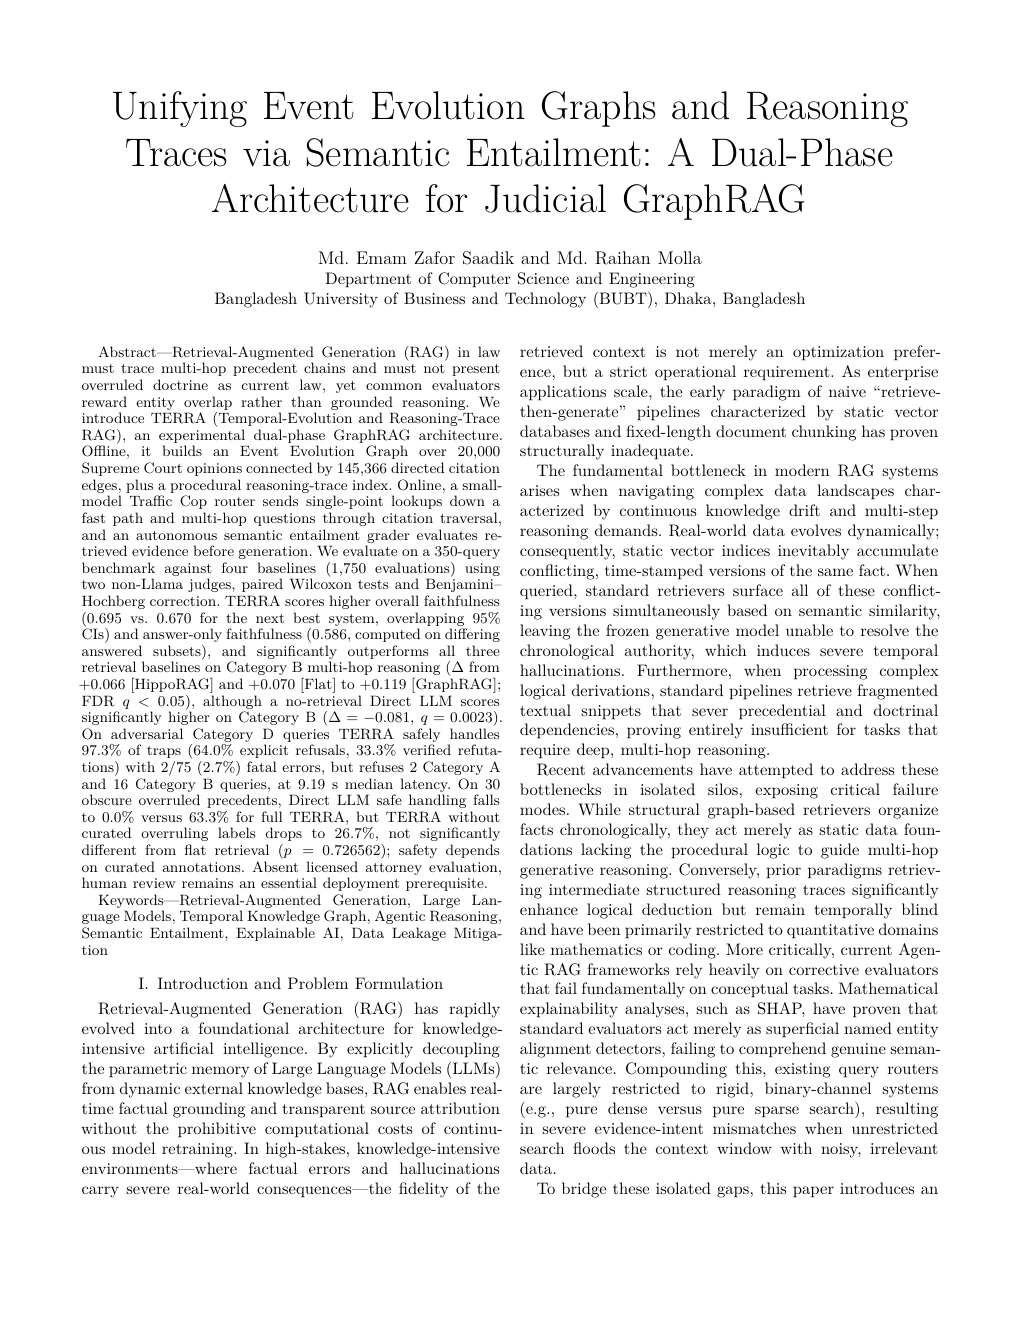 Unifying Event Evolution Graphs and Reasoning
Traces via Semantic Entailment: A Dual-Phase
Architecture for Judicial GraphRAG
Md. Emam Zafor Saadik and Md. Raihan Molla
Department of Computer Science and Engineering
Bangladesh University of Business and Technology (BUBT), Dhaka, Bangladesh
Abstract—Retrieval-Augmented Generation (RAG) in law
must trace multi-hop precedent chains and must not present
overruled doctrine as current law, yet common evaluators
reward entity overlap rather than grounded reasoning. We
introduce TERRA (Temporal-Evolution and Reasoning-Trace
RAG), an experimental dual-phase GraphRAG architecture.
Offline, it builds an Event Evolution Graph over 20,000
Supreme Court opinions connected by 145,366 directed citation
edges, plus a procedural reasoning-trace index. Online, a small-
model Traffic Cop router sends single-point lookups down a
fast path and multi-hop questions through citation traversal,
and an autonomous semantic entailment grader evaluates re-
trieved evidence before generation. We evaluate on a 350-query
benchmark against four baselines (1,750 evaluations) using
two non-Llama judges, paired Wilcoxon tests and Benjamini–
Hochberg correction. TERRA scores higher overall faithfulness
(0.695 vs. 0.670 for the next best system, overlapping 95%
CIs) and answer-only faithfulness (0.586, computed on differing
answered subsets), and significantly outperforms all three
retrieval baselines on Category B multi-hop reasoning (Δ from
+0.066 [HippoRAG] and +0.070 [Flat] to +0.119 [GraphRAG];
FDR q < 0.05), although a no-retrieval Direct LLM scores
significantly higher on Category B (Δ = −0.081, q = 0.0023).
On adversarial Category D queries TERRA safely handles
97.3% of traps (64.0% explicit refusals, 33.3% verified refuta-
tions) with 2/75 (2.7%) fatal errors, but refuses 2 Category A
and 16 Category B queries, at 9.19 s median latency. On 30
obscure overruled precedents, Direct LLM safe handling falls
to 0.0% versus 63.3% for full TERRA, but TERRA without
curated overruling labels drops to 26.7%, not significantly
different from flat retrieval (p = 0.726562); safety depends
on curated annotations. Absent licensed attorney evaluation,
human review remains an essential deployment prerequisite.
Keywords—Retrieval-Augmented Generation, Large Lan-
guage Models, Temporal Knowledge Graph, Agentic Reasoning,
Semantic Entailment, Explainable AI, Data Leakage Mitiga-
tion
I. Introduction and Problem Formulation
Retrieval-Augmented Generation (RAG) has rapidly
evolved into a foundational architecture for knowledge-
intensive artificial intelligence. By explicitly decoupling
the parametric memory of Large Language Models (LLMs)
from dynamic external knowledge bases, RAG enables real-
time factual grounding and transparent source attribution
without the prohibitive computational costs of continu-
ous model retraining. In high-stakes, knowledge-intensive
environments—where factual errors and hallucinations
carry severe real-world consequences—the fidelity of the
retrieved context is not merely an optimization prefer-
ence, but a strict operational requirement. As enterprise
applications scale, the early paradigm of naive “retrieve-
then-generate” pipelines characterized by static vector
databases and fixed-length document chunking has proven
structurally inadequate.
The fundamental bottleneck in modern RAG systems
arises when navigating complex data landscapes char-
acterized by continuous knowledge drift and multi-step
reasoning demands. Real-world data evolves dynamically;
consequently, static vector indices inevitably accumulate
conflicting, time-stamped versions of the same fact. When
queried, standard retrievers surface all of these conflict-
ing versions simultaneously based on semantic similarity,
leaving the frozen generative model unable to resolve the
chronological authority, which induces severe temporal
hallucinations. Furthermore, when processing complex
logical derivations, standard pipelines retrieve fragmented
textual snippets that sever precedential and doctrinal
dependencies, proving entirely insufficient for tasks that
require deep, multi-hop reasoning.
Recent advancements have attempted to address these
bottlenecks in isolated silos, exposing critical failure
modes. While structural graph-based retrievers organize
facts chronologically, they act merely as static data foun-
dations lacking the procedural logic to guide multi-hop
generative reasoning. Conversely, prior paradigms retriev-
ing intermediate structured reasoning traces significantly
enhance logical deduction but remain temporally blind
and have been primarily restricted to quantitative domains
like mathematics or coding. More critically, current Agen-
tic RAG frameworks rely heavily on corrective evaluators
that fail fundamentally on conceptual tasks. Mathematical
explainability analyses, such as SHAP, have proven that
standard evaluators act merely as superficial named entity
alignment detectors, failing to comprehend genuine seman-
tic relevance. Compounding this, existing query routers
are largely restricted to rigid, binary-channel systems
(e.g., pure dense versus pure sparse search), resulting
in severe evidence-intent mismatches when unrestricted
search floods the context window with noisy, irrelevant
data.
To bridge these isolated gaps, this paper introduces an